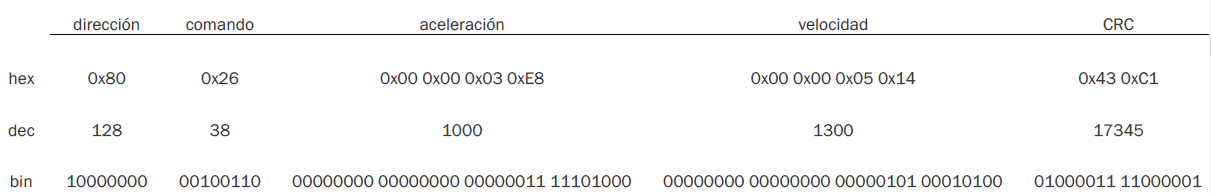 dirección comando aceleración velocidad CRC
hex 0x80 0x26 0x00 0x00 0x03 0xE8 0x00 0x00 0x05 0x14 0x43 0xC1
dec 128 38 1000 1300 17345
bin 10000000 00100110 00000000 00000000 00000011 11101000 00000000 00000000 00000101 00010100 01000011 11000001